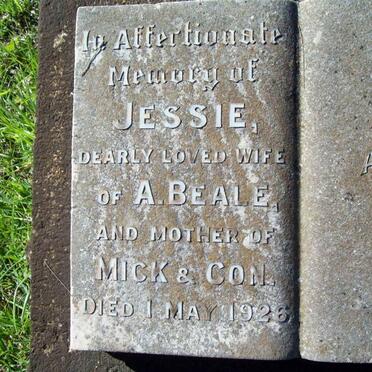 In Affectionate
Memory of
JESSIE,
DEARLY LOVED WIFE
OF A. BEALE,
AND MOTHER OF
MICK & CON.
DIED 1 MAY 1926